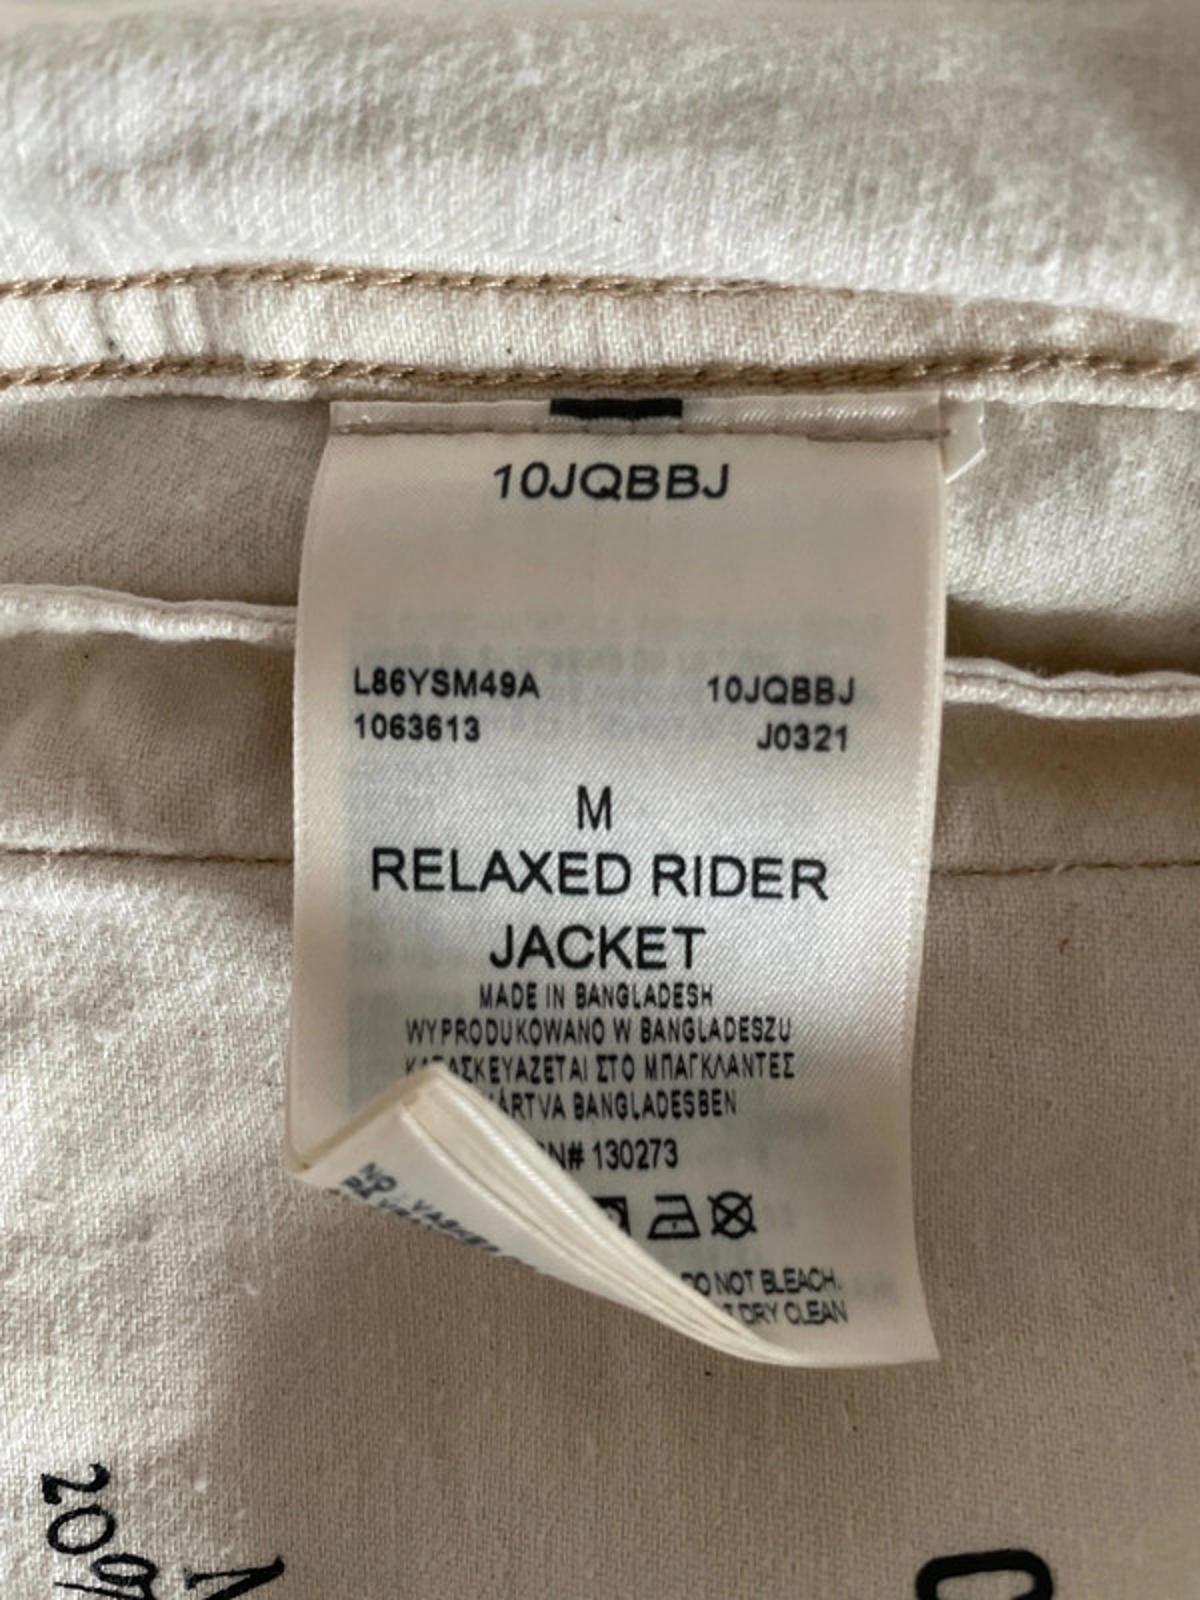 10JQBBJ
L86YSM49A 10JQBBJ
1063613 J0321
M
RELAXED RIDER
JACKET
MADE IN BANGLADESH
WYPRODUKOWANO W BANGLADESZU
ΚΑΤΑΣΚΕΥΑΖΕΤΑΙ ΣΤΟ ΜΠΑΓΚΛΑΝΤΕΣ
BANGLADESBEN
130273
DO NOT BLEACH.
DRY CLEAN